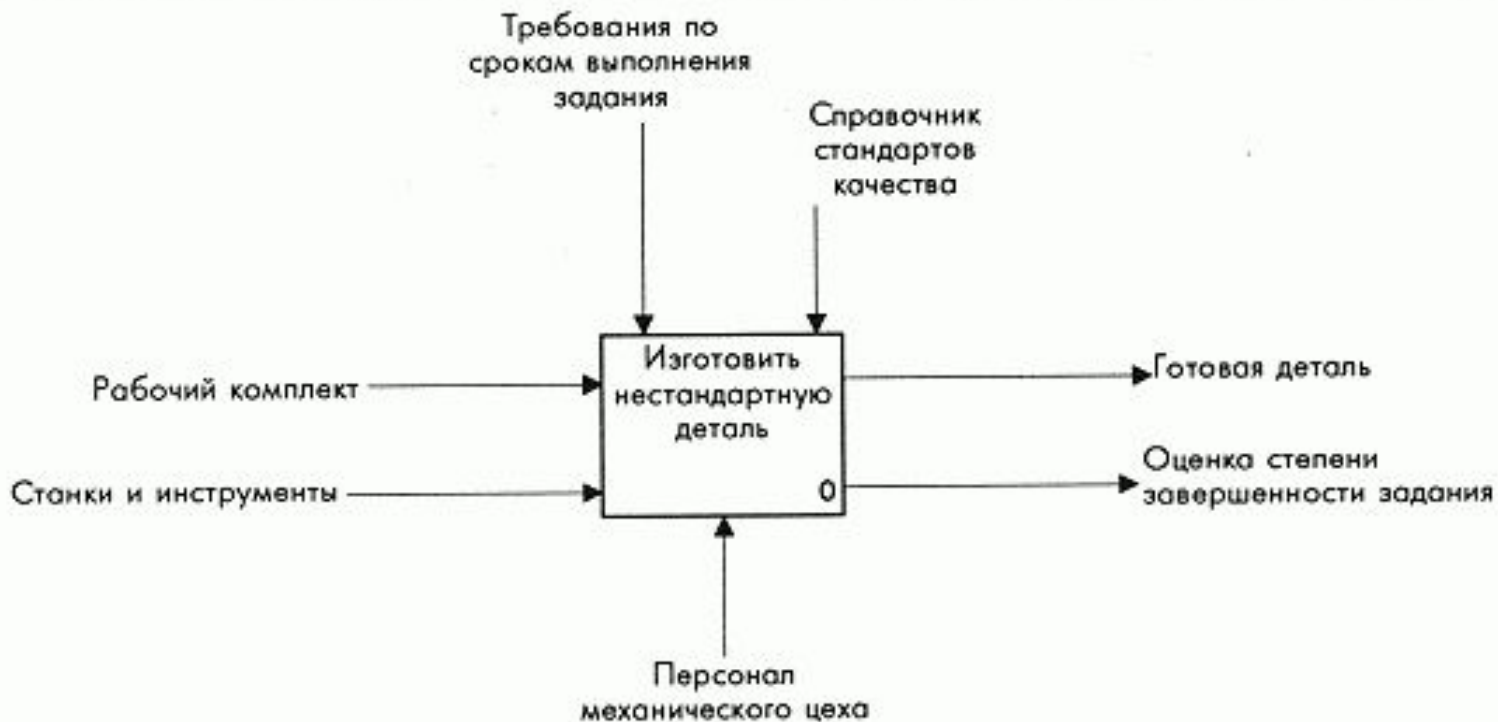 Требования по
срокам выполнения
задания
Справочник
стандартов
качества
Изготовить
нестандартную
деталь
0
Рабочий комплект
Станки и инструменты
Готовая деталь
Оценка степени
завершенности задания
Персонал
механического цеха